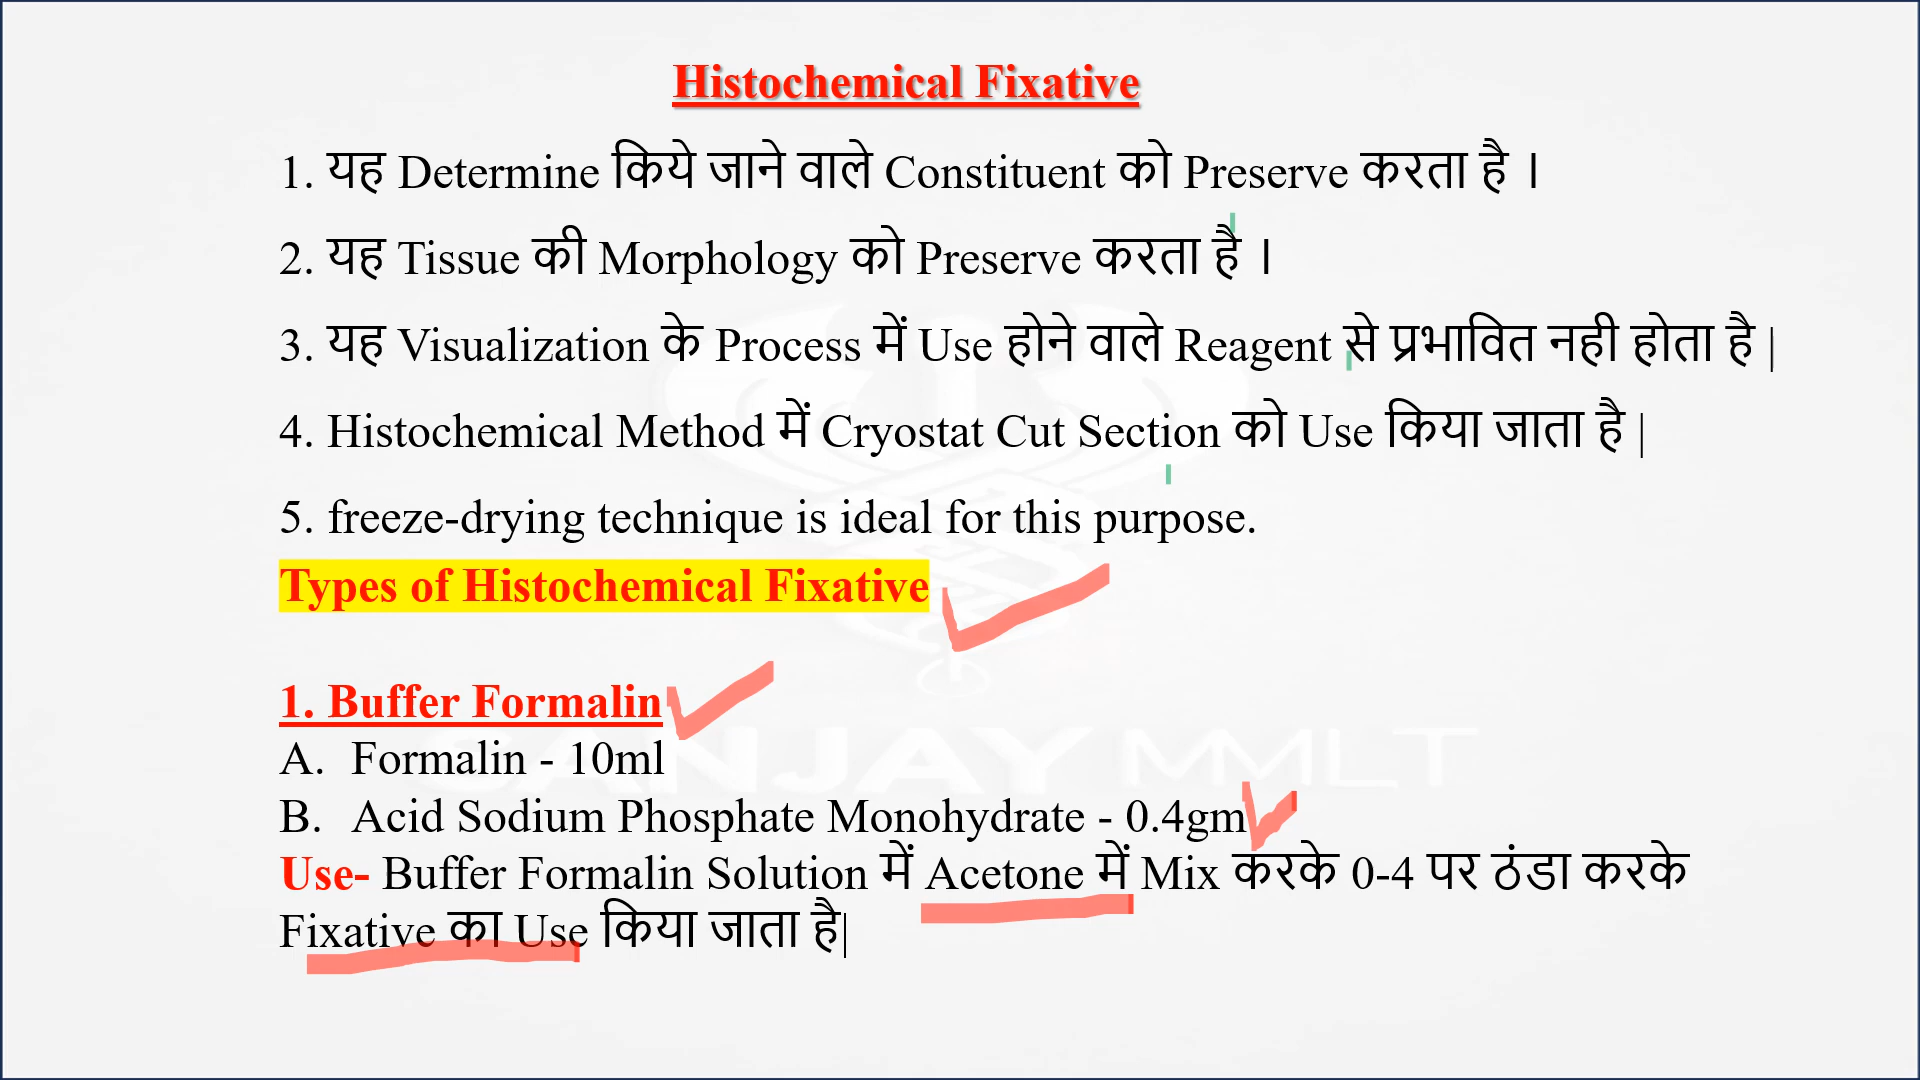 Histochemical Fixative
1. यह Determine किये जाने वाले Constituent को Preserve करता है ।
2. यह Tissue की Morphology को Preserve करता है ।
3. यह Visualization के Process में Use होने वाले Reagent से प्रभावित नही होता है |
4. Histochemical Method में Cryostat Cut Section को Use किया जाता है |
5. freeze-drying technique is ideal for this purpose.
Types of Histochemical Fixative
1. Buffer Formalin
SANJAY MMLT
A. Formalin - 10ml
B. Acid Sodium Phosphate Monohydrate - 0.4gm
Use- Buffer Formalin Solution में Acetone में Mix करके 0-4 पर ठंडा करके
Fixative का Use किया जाता है|